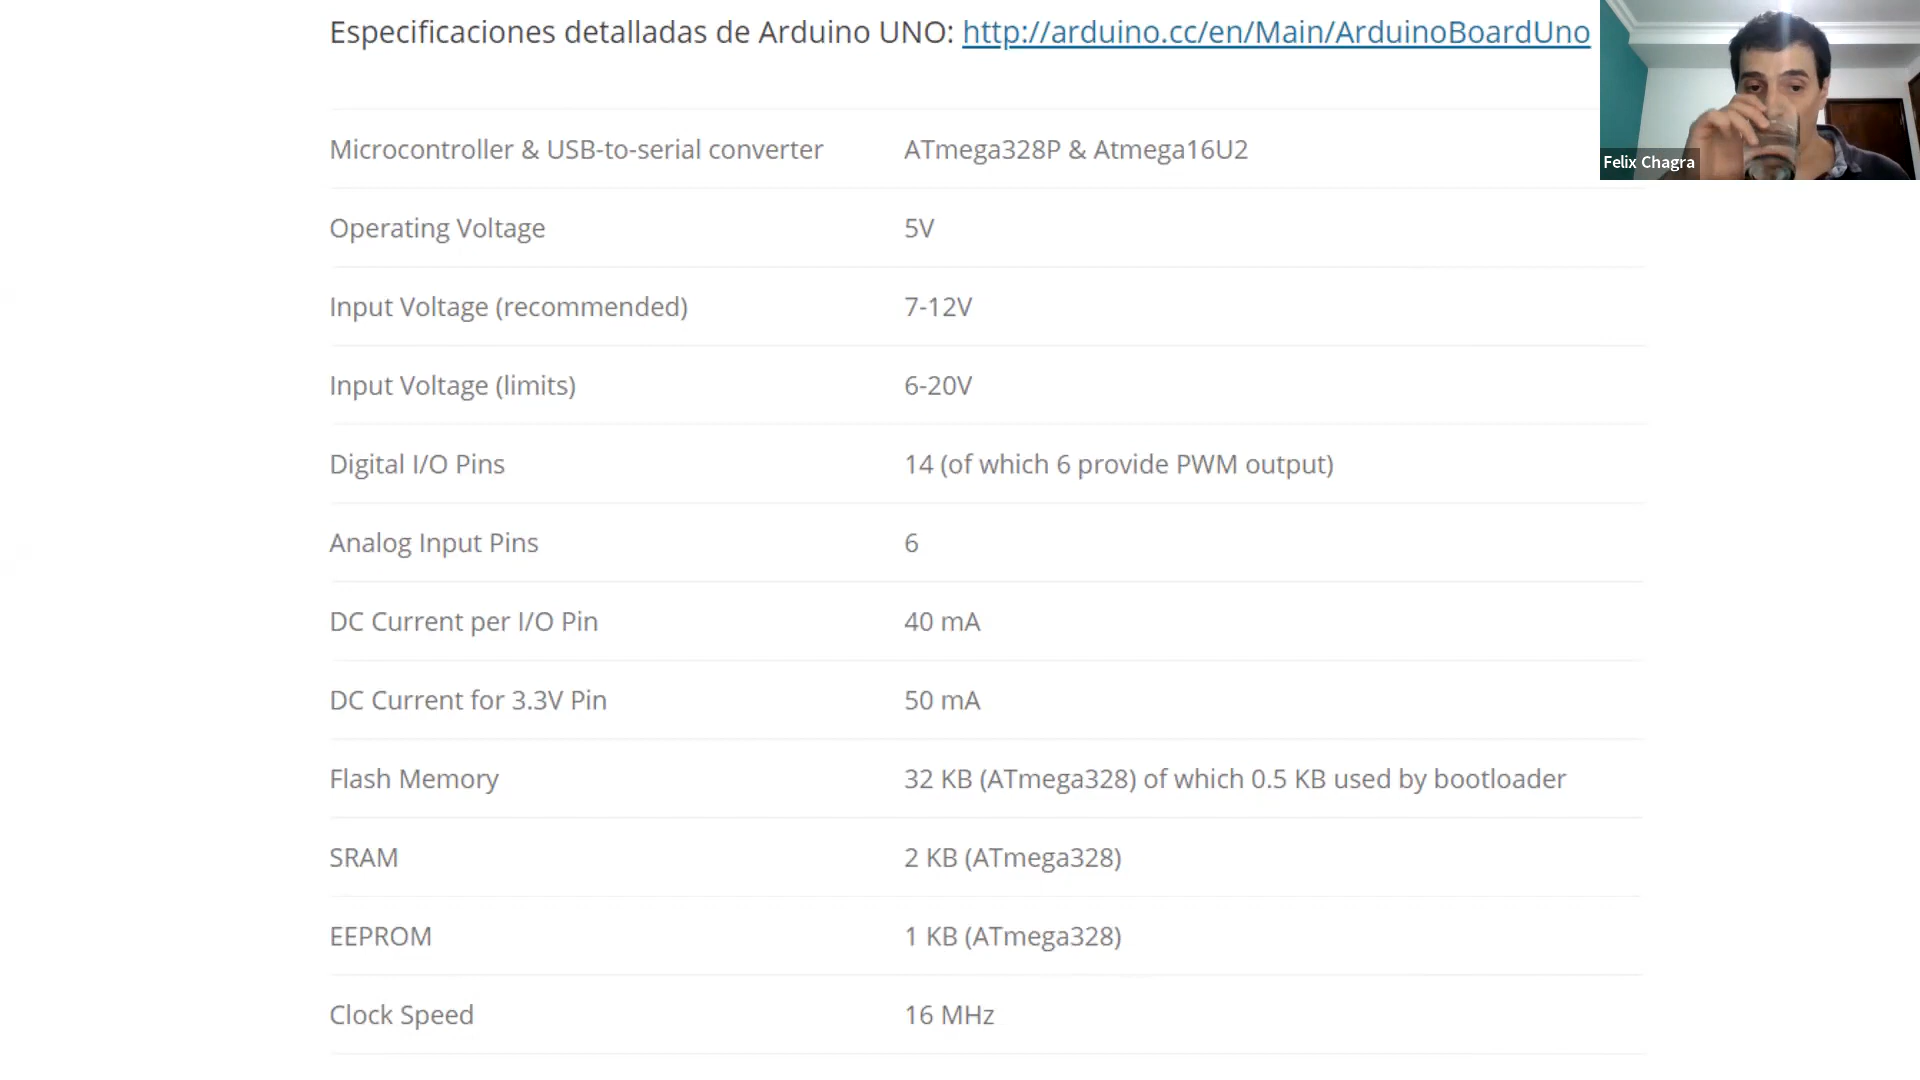 Especificaciones detalladas de Arduino UNO: http://arduino.cc/en/Main/ArduinoBoardUno
Felix Chagra
Microcontroller & USB-to-serial converter ATmega328P & Atmega16U2
Operating Voltage 5V
Input Voltage (recommended) 7-12V
Input Voltage (limits) 6-20V
Digital I/O Pins 14 (of which 6 provide PWM output)
Analog Input Pins 6
DC Current per I/O Pin 40 mA
DC Current for 3.3V Pin 50 mA
Flash Memory 32 KB (ATmega328) of which 0.5 KB used by bootloader
SRAM 2 KB (ATmega328)
EEPROM 1 KB (ATmega328)
Clock Speed 16 MHz